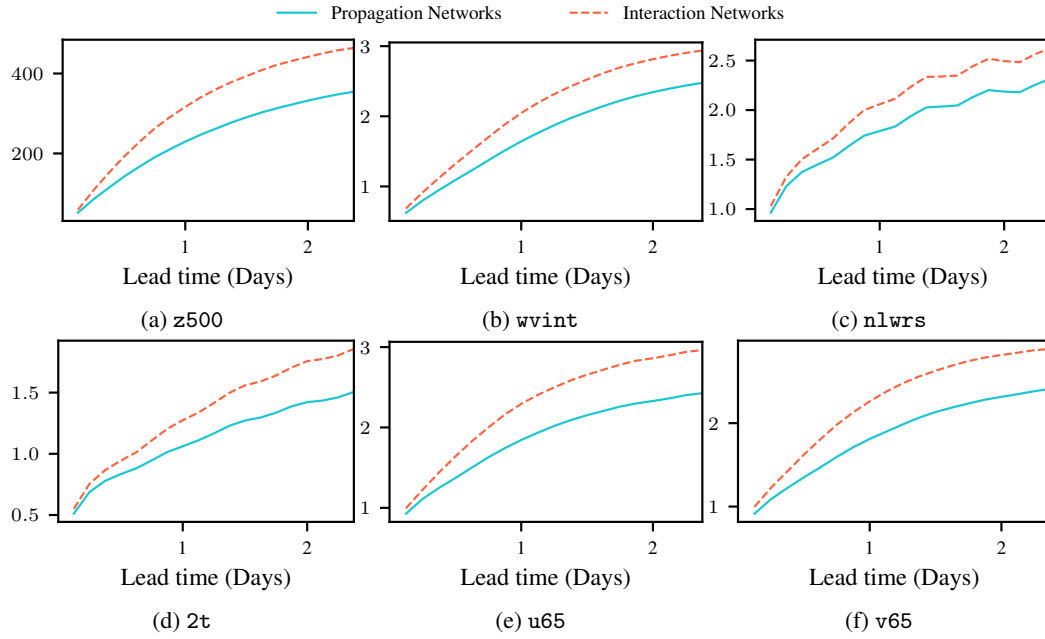 Propagation Networks Interaction Networks
400
200
1 2
Lead time (Days)
(a) z500
3
2
1
1 2
Lead time (Days)
(b) wvint
2.5
2.0
1.5
1.0
1 2
Lead time (Days)
(c) nlwrs
1.5
1.0
0.5
1 2
Lead time (Days)
(d) 2t
3
2
1
1 2
Lead time (Days)
(e) u65
2
1
1 2
Lead time (Days)
(f) v65